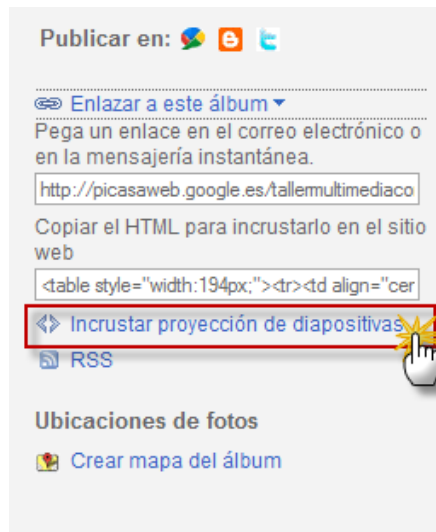 Publicar en:
Enlazar a este álbum
Pega un enlace en el correo electrónico o
en la mensajería instantánea.
http://picasaweb.google.es/tallermultimediaco
Copiar el HTML para incrustarlo en el sitio
web
<table style="width:194px;"><tr><td align="cer
Incrustar proyección de diapositivas
RSS
Ubicaciones de fotos
Crear mapa del álbum